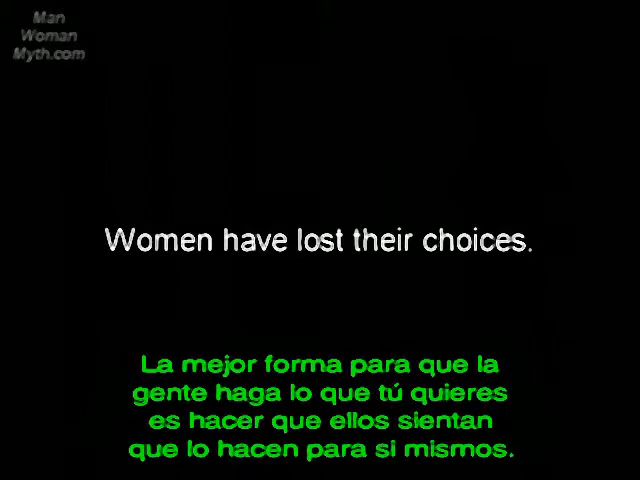 Man
Woman
Myth.com
Women have lost their choices.
La mejor forma para que la
gente haga lo que tú quieres
es hacer que ellos sientan
que lo hacen para si mismos.